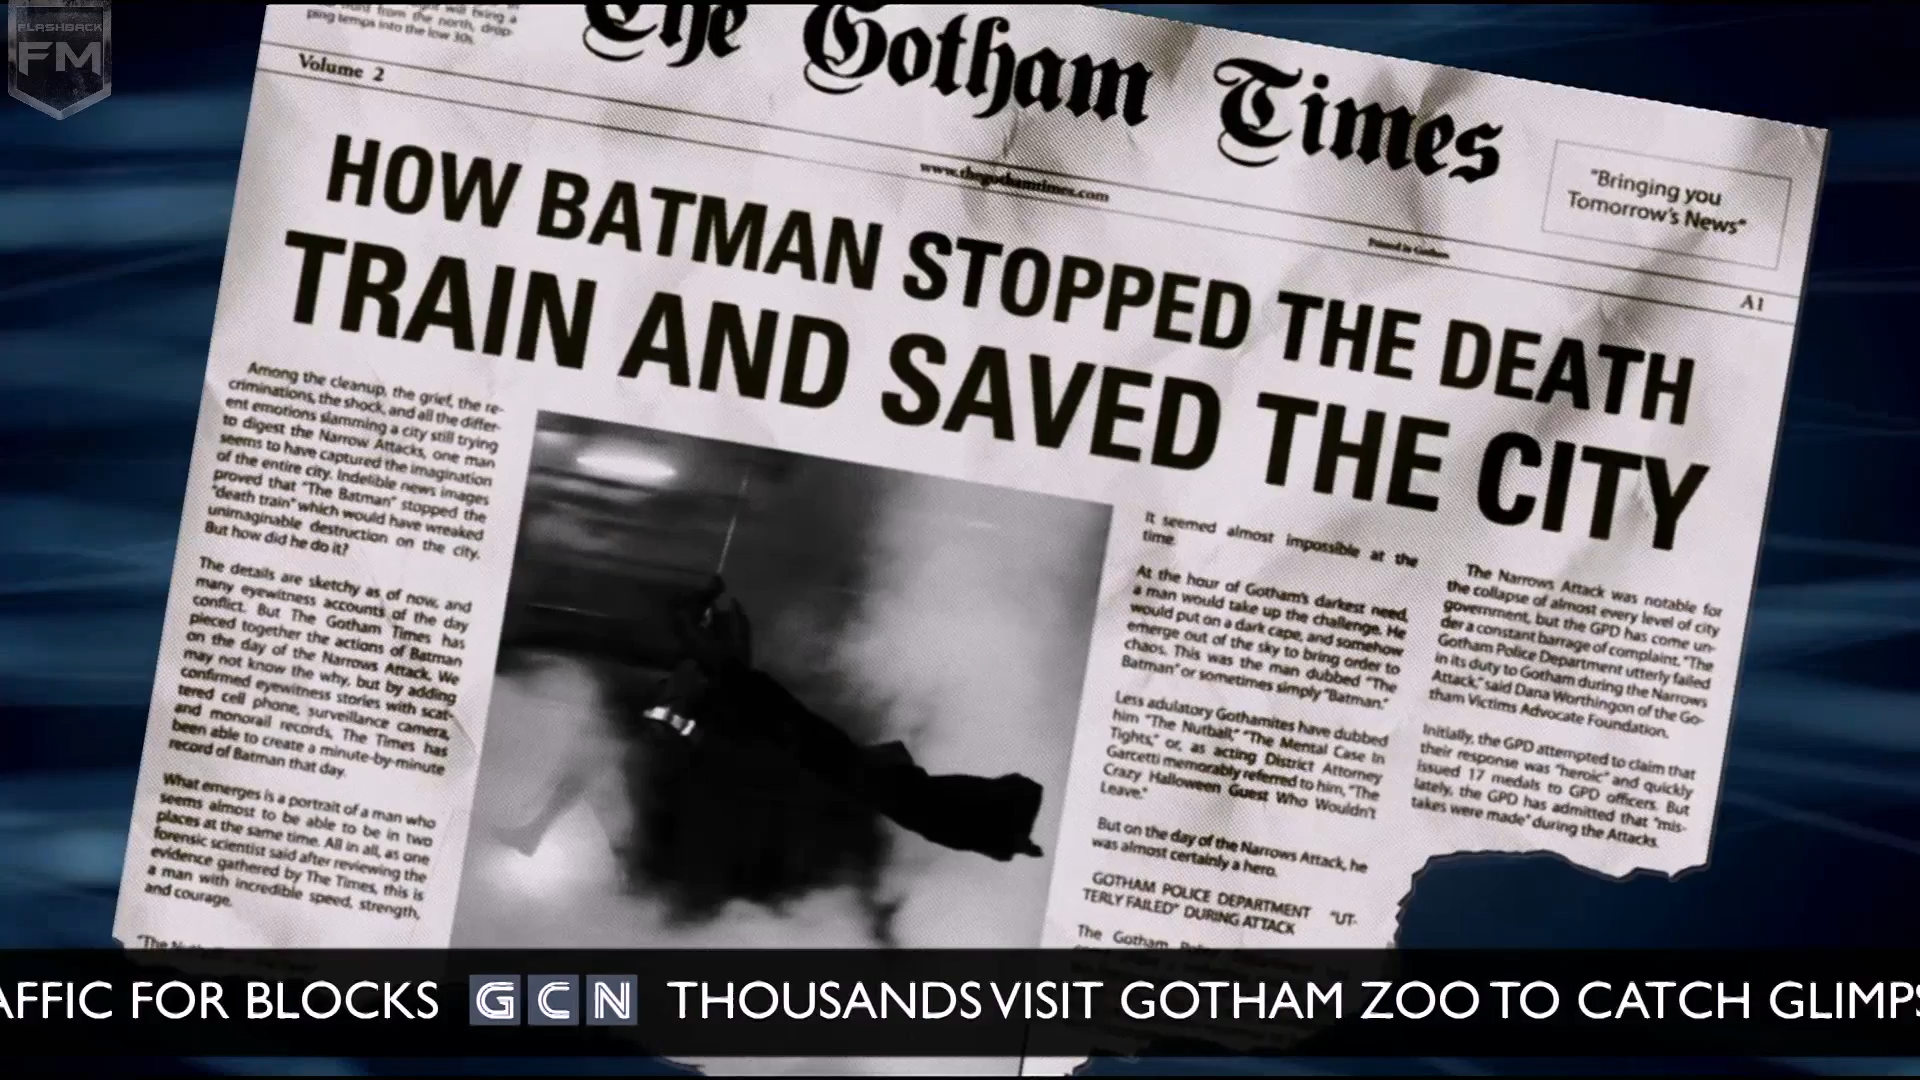 FLASHBACK
FM
ping temps into the low 30s.
The Gotham Times
Volume 2
www.thegothamtimes.com
Printed in Gotham
"Bringing you
Tomorrow's News"
A1
HOW BATMAN STOPPED THE DEATH
TRAIN AND SAVED THE CITY
Among the cleanup, the grief, the re-
criminations, the shock, and all the differ-
ent emotions slamming a city still trying
to digest the Narrow Attacks, one man
seems to have captured the imagination
of the entire city. Indelible news images
proved that "The Batman" stopped the
"death train" which would have wreaked
unimaginable destruction on the city.
But how did he do it?
The details are sketchy as of now, and
many eyewitness accounts of the day
conflict. But The Gotham Times has
pieced together the actions of Batman
on the day of the Narrows Attack. We
may not know the why, but by adding
confirmed eyewitness stories with scat-
tered cell phone, surveillance camera,
and monorail records, The Times has
been able to create a minute-by-minute
record of Batman that day.
What emerges is a portrait of a man who
seems almost to be able to be in two
places at the same time. All in all, as one
forensic scientist said after reviewing the
evidence gathered by The Times, this is
a man with incredible speed, strength,
and courage.
"The
It seemed almost impossible at the
time.
At the hour of Gotham's darkest need,
a man would take up the challenge. He
would put on a dark cape, and somehow
emerge out of the sky to bring order to
chaos. This was the man dubbed "The
Batman" or sometimes simply "Batman."
Less adulatory Gothamites have dubbed
him "The Nutball," "The Mental Case In
Tights," or, as acting District Attorney
Garcetti memorably referred to him, "The
Crazy Halloween Guest Who Wouldn't
Leave."
But on the day of the Narrows Attack, he
was almost certainly a hero.
GOTHAM POLICE DEPARTMENT "UT-
TERLY FAILED" DURING ATTACK
The Gotham
The Narrows Attack was notable for
the collapse of almost every level of city
government, but the GPD has come un-
der a constant barrage of complaint. "The
Gotham Police Department utterly failed
in its duty to Gotham during the Narrows
Attack," said Dana Worthington of the Go-
tham Victims Advocate Foundation.
Initially, the GPD attempted to claim that
their response was "heroic" and quickly
issued 17 medals to GPD officers. But
lately, the GPD has admitted that "mis-
takes were made" during the Attacks.
AFFIC FOR BLOCKS GCN THOUSANDS VISIT GOTHAM ZOO TO CATCH GLIMPS